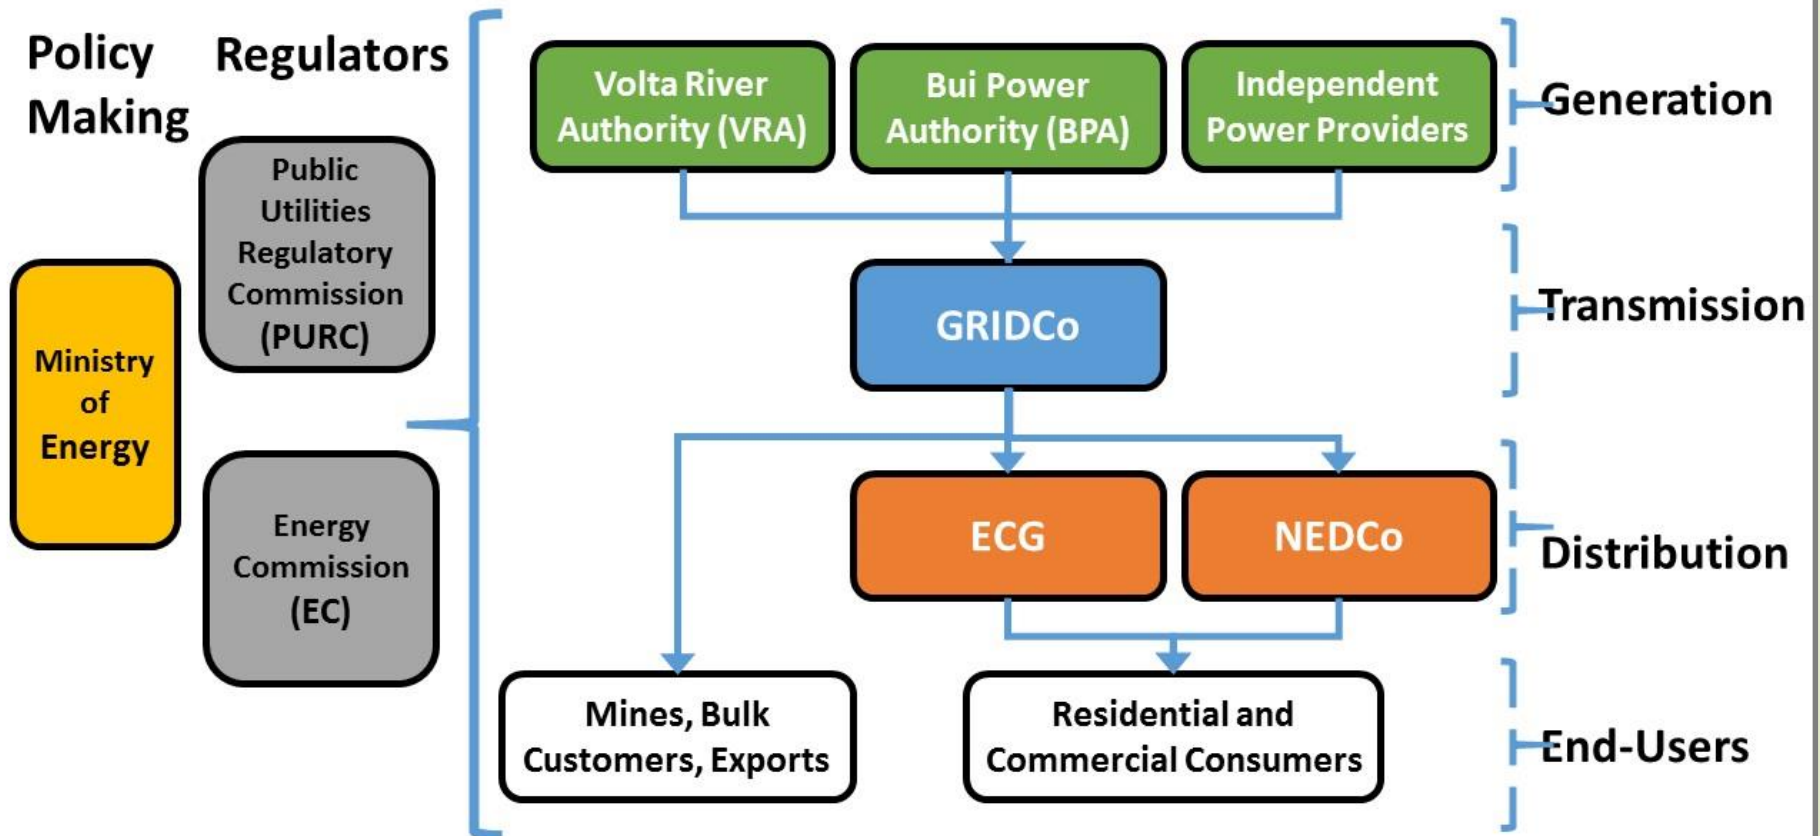 Policy
Making
Regulators
Public
Utilities
Regulatory
Commission
(PURC)
Ministry
of
Energy
Energy
Commission
(EC)
Volta River
Authority (VRA)
Bui Power
Authority (BPA)
Independent
Power Providers
Generation
GRIDCo
Transmission
ECG
NEDCo
Distribution
Mines, Bulk
Customers, Exports
Residential and
Commercial Consumers
End-Users